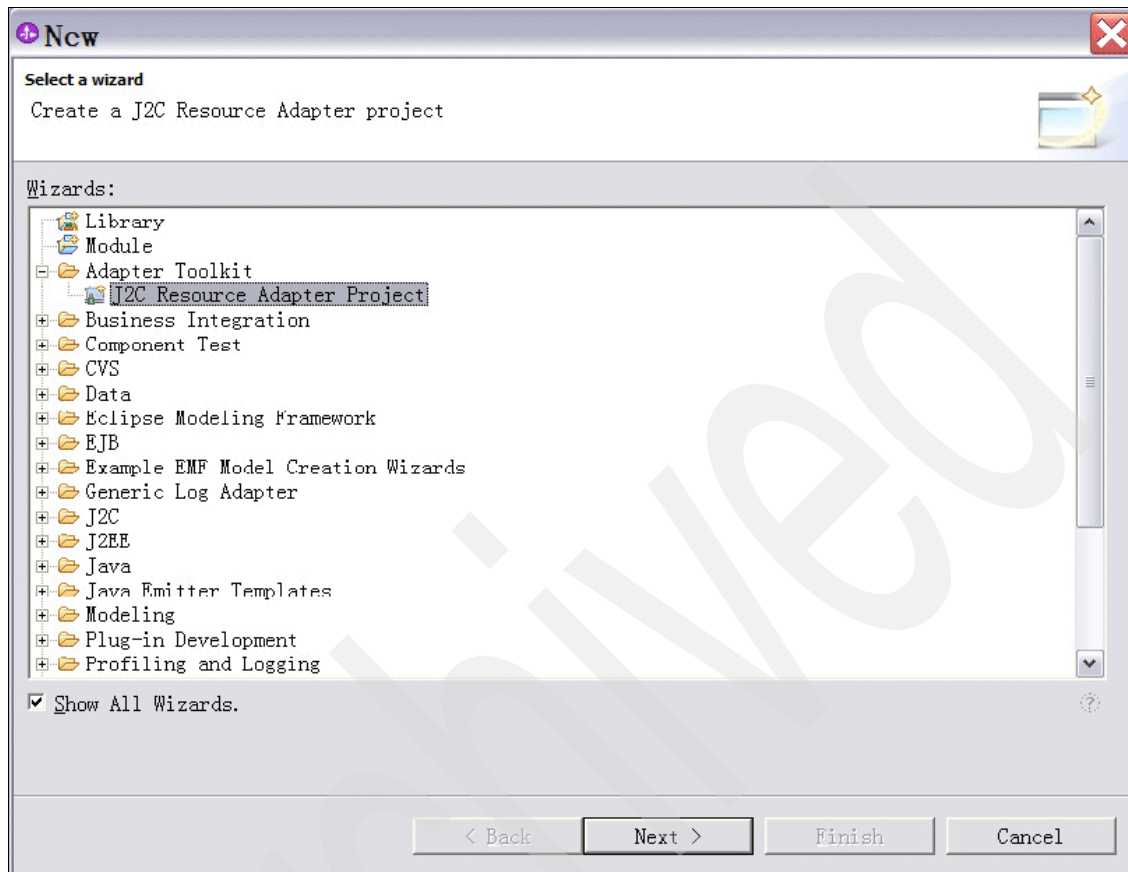 New
Select a wizard
Create a J2C Resource Adapter project
Wizards:
Library
Module
Adapter Toolkit
J2C Resource Adapter Project
Business Integration
Component Test
CVS
Data
Eclipse Modeling Framework
EJB
Example EMF Model Creation Wizards
Generic Log Adapter
J2C
J2EE
Java
Java Emitter Templates
Modeling
Plug-in Development
Profiling and Logging
Show All Wizards.
?
< Back Next > Finish Cancel